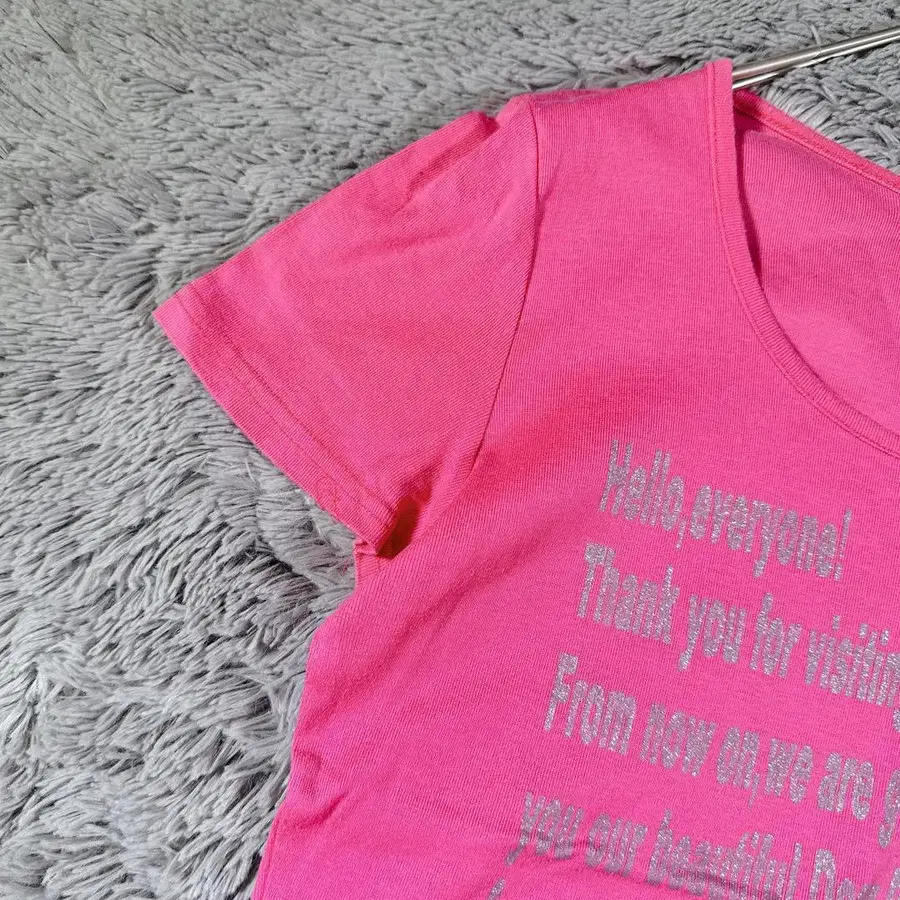 Hello,everyone!
Thank you for visitin
From now on,we are g
you our beautiful